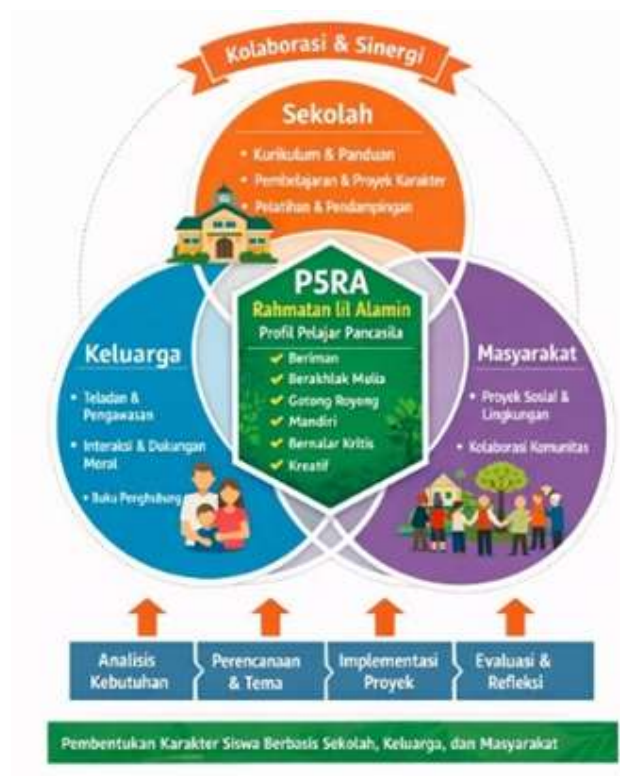 Kolaborasi & Sinergi
Sekolah
• Kurikulum & Panduan
• Pembelajaran & Proyek Karakter
• Pelatihan & Pendampingan
P5RA
Rahmatan lil Alamin
Profil Pelajar Pancasila
✓ Beriman
✓ Berakhlak Mulia
✓ Gotong Royong
✓ Mandiri
✓ Bernalar Kritis
✓ Kreatif
Keluarga
• Teladan &
Pengawasan
• Interaksi & Dukungan
Moral
• Buku Penghubung
Masyarakat
• Proyek Sosial &
Lingkungan
• Kolaborasi Komunitas
Analisis
Kebutuhan
Perencanaan
& Tema
Implementasi
Proyek
Evaluasi &
Refleksi
Pembentukan Karakter Siswa Berbasis Sekolah, Keluarga, dan Masyarakat